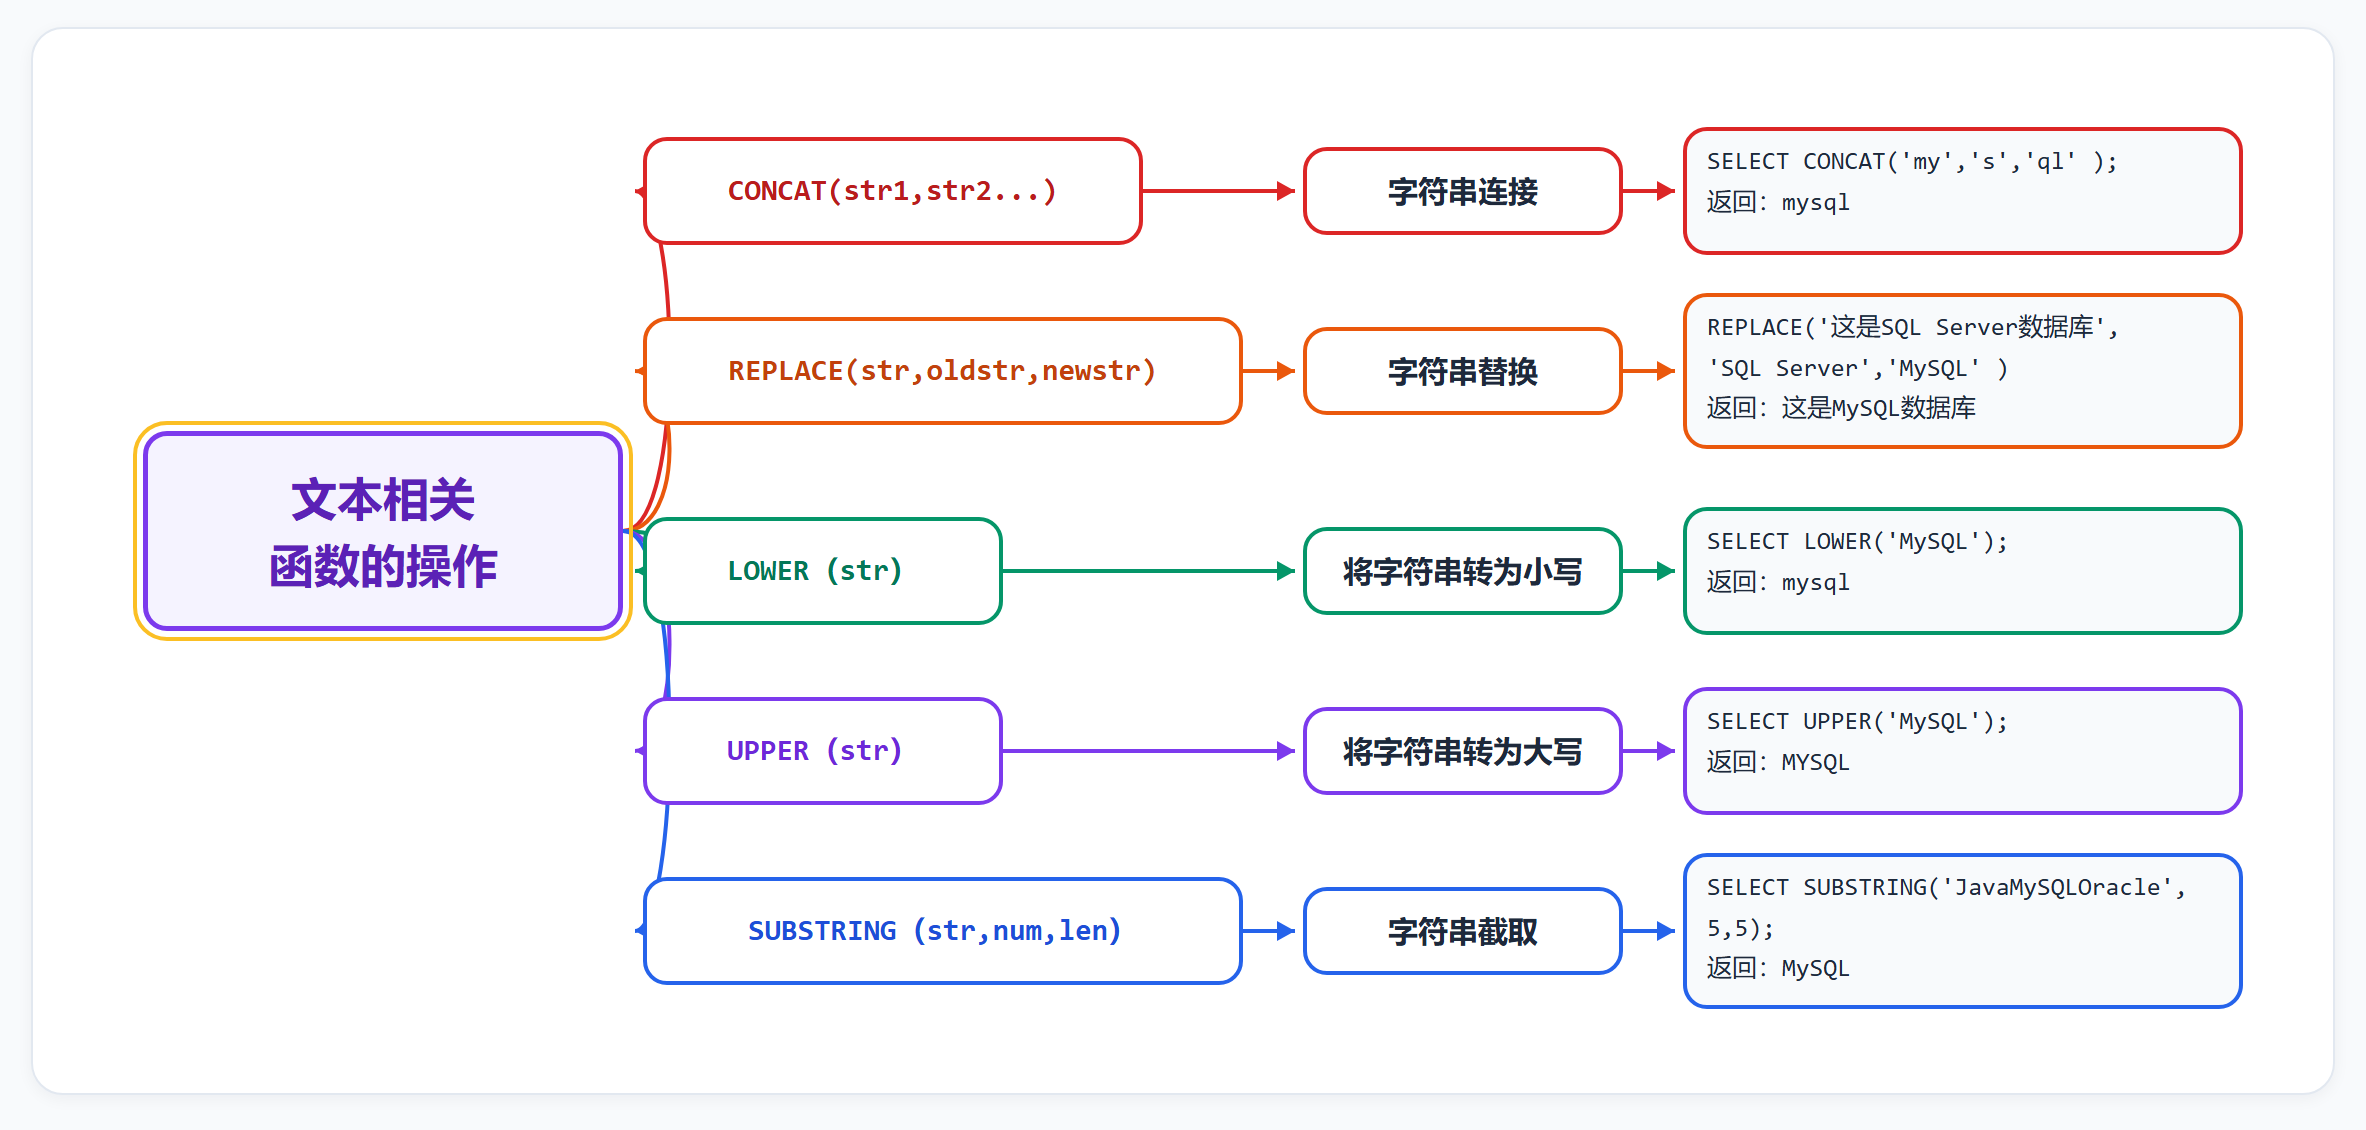 文本相关
函数的操作
CONCAT(str1,str2...)
字符串连接
SELECT CONCAT('my','s','ql' );
返回：mysql
REPLACE(str,oldstr,newstr)
字符串替换
REPLACE('这是SQL Server数据库',
'SQL Server','MySQL' )
返回：这是MySQL数据库
LOWER (str)
将字符串转为小写
SELECT LOWER('MySQL');
返回：mysql
UPPER (str)
将字符串转为大写
SELECT UPPER('MySQL');
返回：MYSQL
SUBSTRING (str,num,len)
字符串截取
SELECT SUBSTRING('JavaMySQLOracle',
5,5);
返回：MySQL